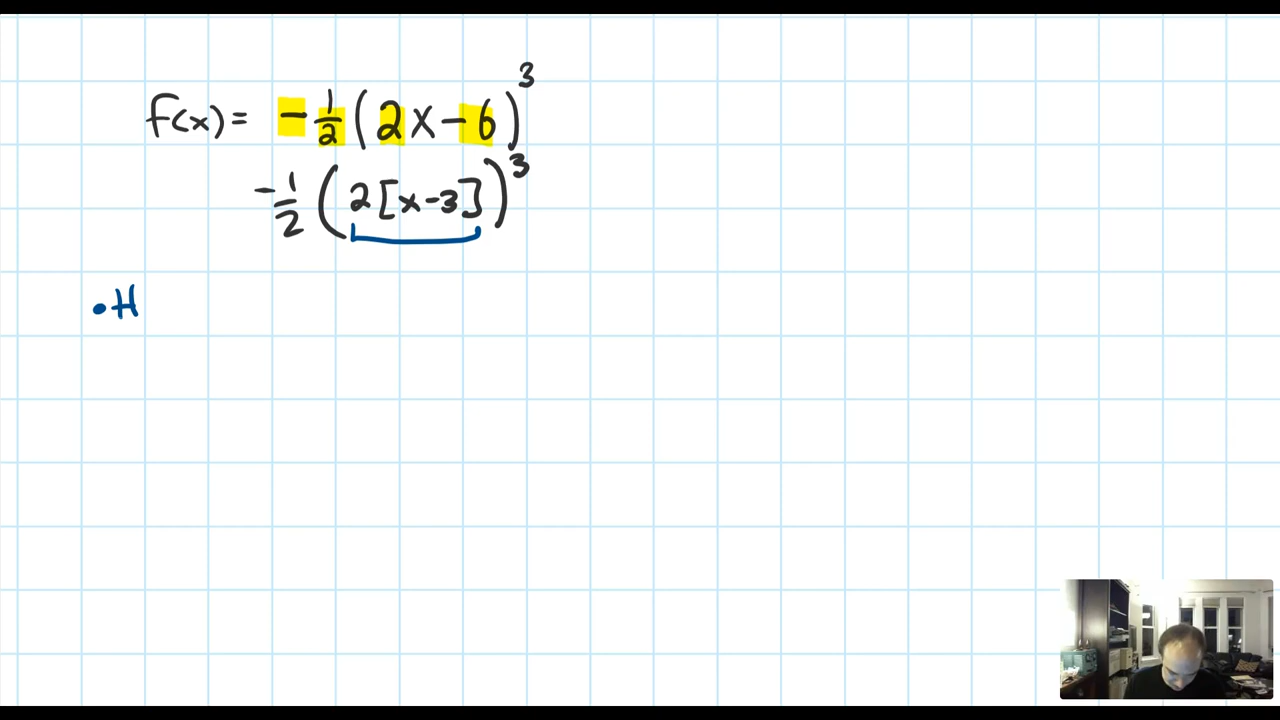 f(x) = -1/2 (2x-6)^3
-1/2 (2[x-3])^3
•H